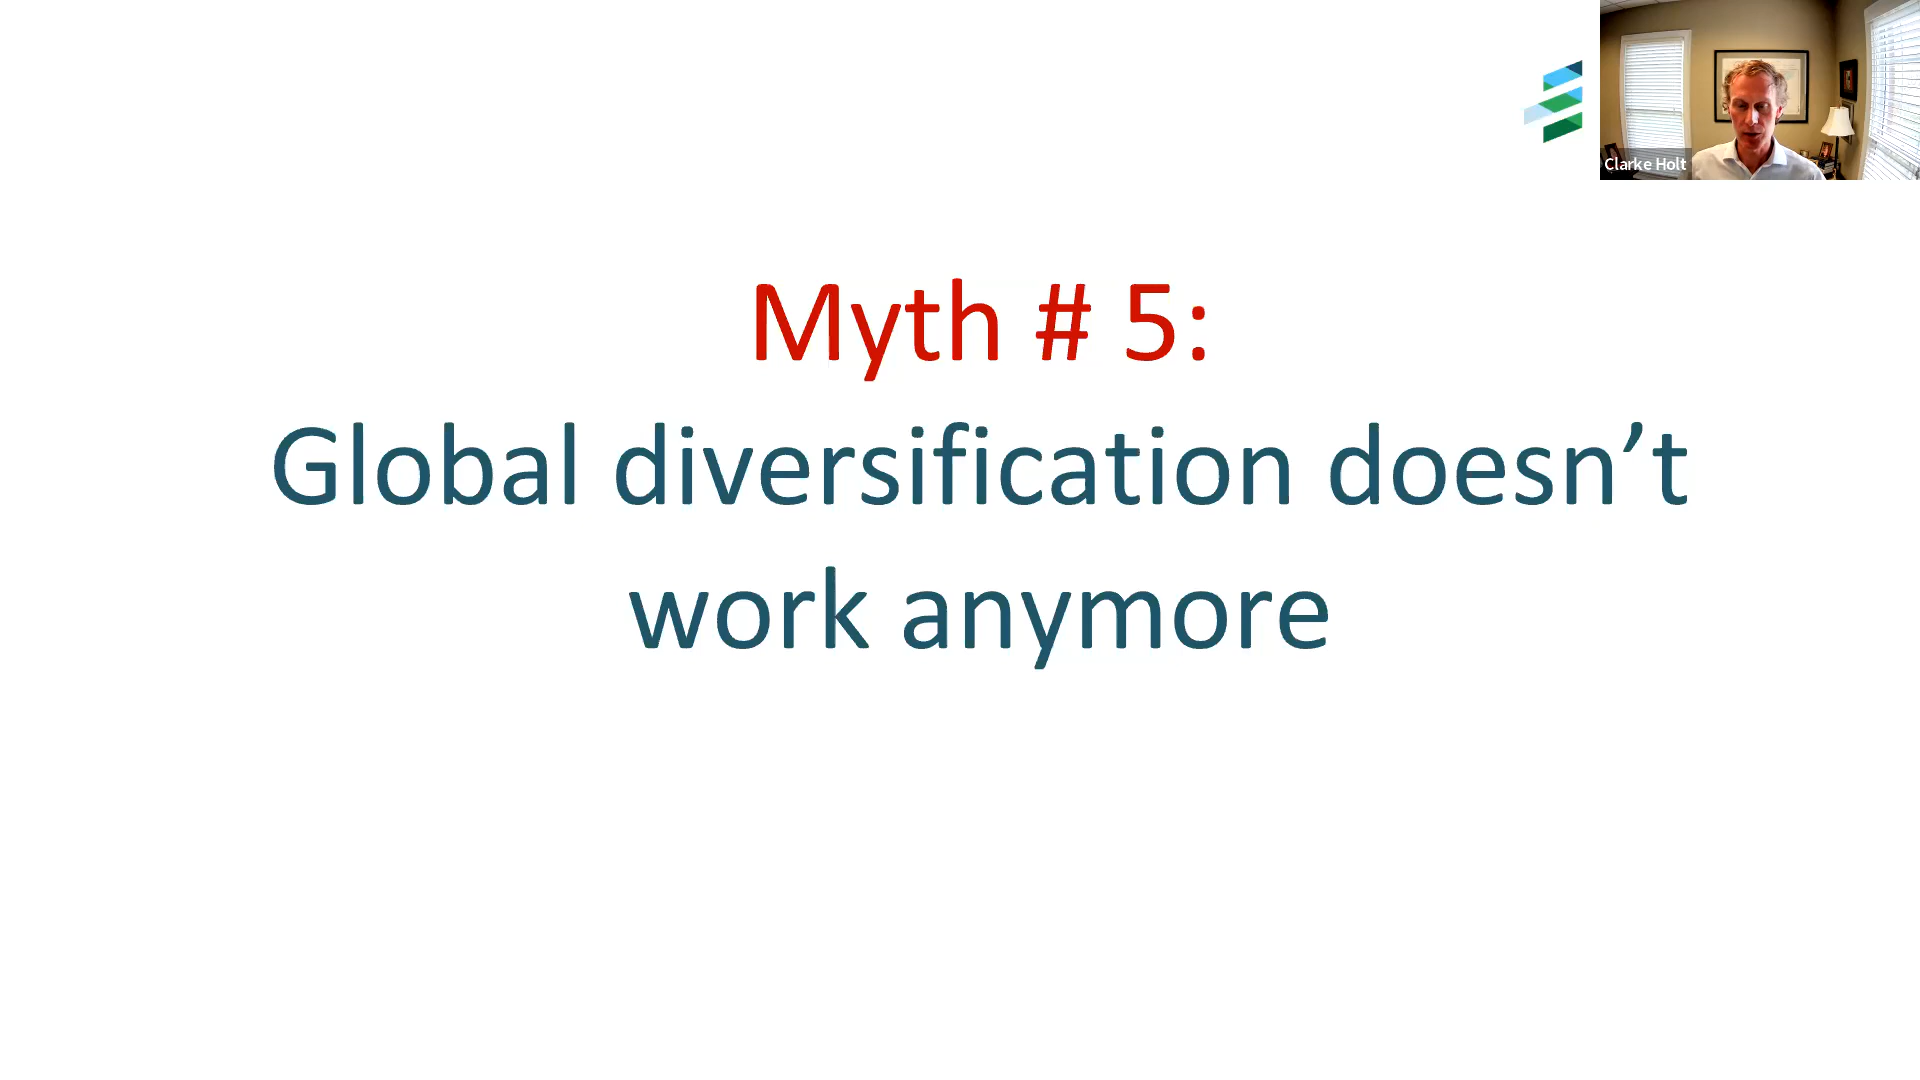 Clarke Holt
Myth # 5:
Global diversification doesn’t
work anymore